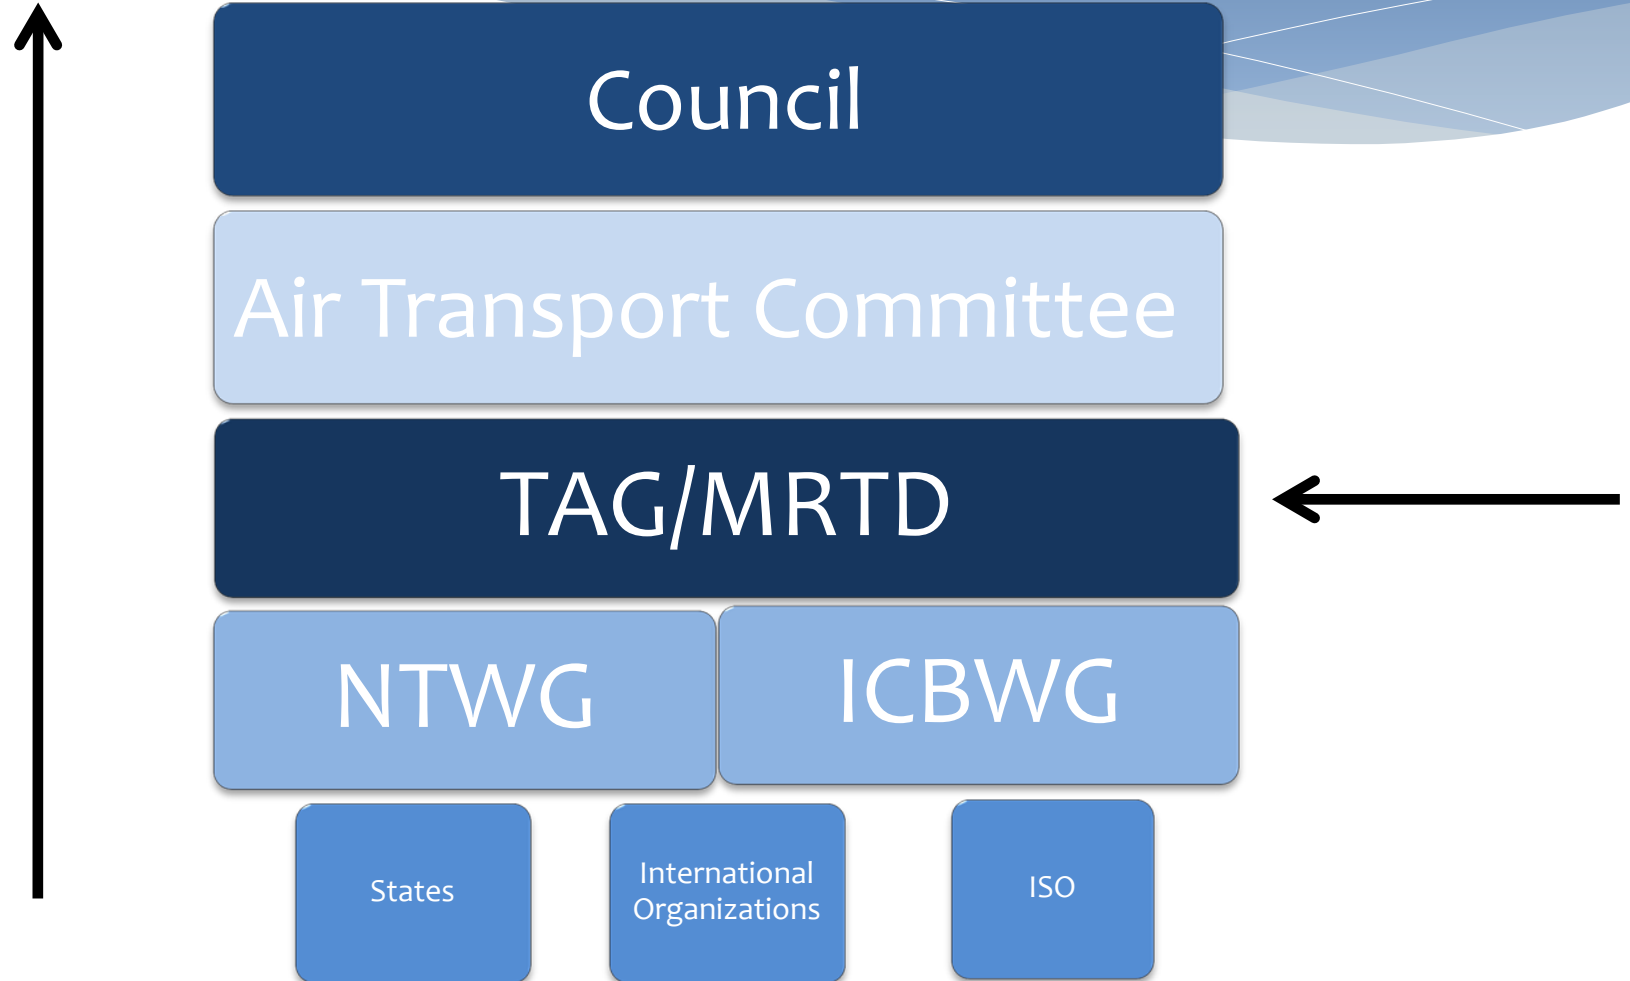 Council
Air Transport Committee
TAG/MRTD
NTWG
ICBWG
States
International
Organizations
ISO